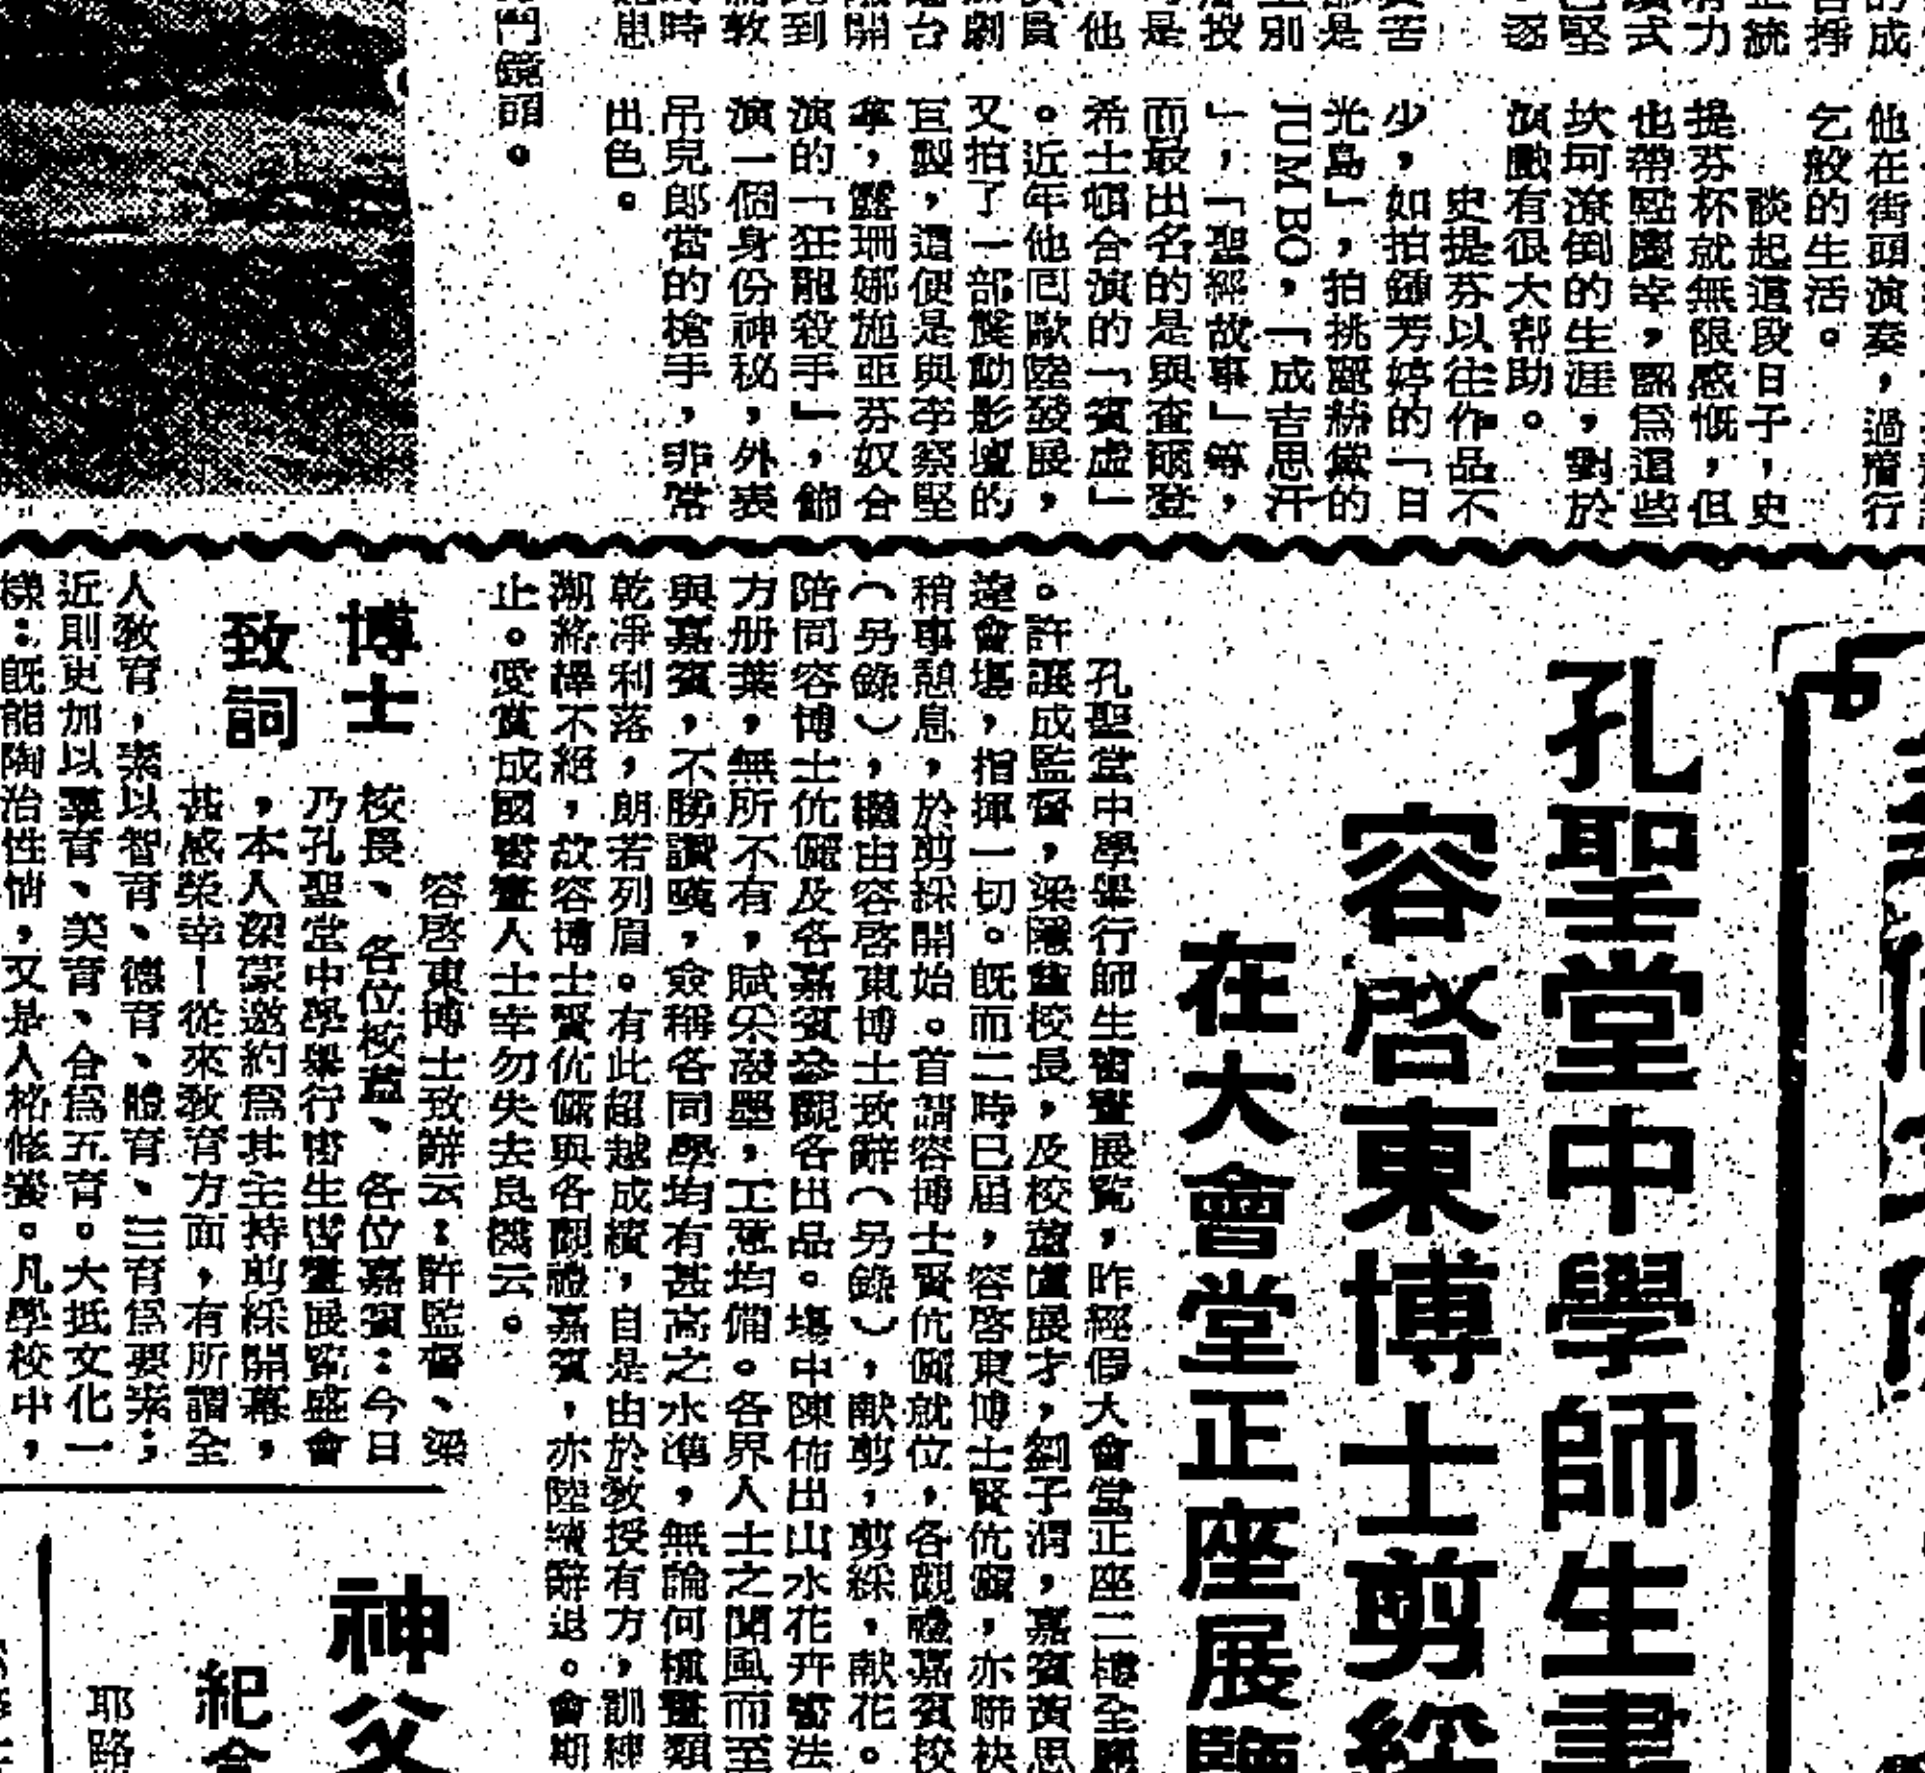 他在街頭演奏，過着行
乞般的生活。
談起這段日子，史
提芬杯就無限感慨，但
也帶點慶幸，認爲這些
坎坷潦倒的生涯，對於
演戲有很大帮助。
史提芬以往作品不
少，如拍鍾芳婷的「日
光島」，拍挑麗絲黛的
JUMBO，「成吉思汗
」，「聖經故事」等，
而最出名的是與查爾登
希士頓合演的「賓虛」
。近年他囘歐陸發展，
又拍了一部哄動影壇的
巨製，這便是與李察堅
拿，露珊娜施亞芬奴合
演的「狂龍殺手」，飾
演一個身份神秘，外表
吊兒郎當的槍手，非常
出色。
鬥鏡頭。
孔聖堂中學師生書
容啓東博士剪綵
在大會堂正座展覽
孔聖堂中學舉行師生書畫展覽，昨經假大會堂正座二樓全
。許讓成監督，梁隱盦校長，及校董盧展才，劉子渭，嘉賓黃思
達會塲，指揮一切。旣而二時已屆，容啓東博士賢伉儷，亦聯袂
稍事憩息，於剪綵開始。首請容博士賢伉儷就位，各觀禮嘉賓校
（另錄），繼由容啓東博士致辭（另錄），献剪，剪綵，献花。
陪同容博士伉儷及各嘉賓參觀各出品。塲中陳佈出山水花卉書法
方册葉，無所不有，賦采潑墨，工意均備。各界人士之聞風而至
與嘉賓，不勝讚嘆，僉稱各同學均有甚高之水準，無論何種畫類
乾凈利落，朗若列眉。有此超越成績，自是由於敎授有方，訓練
潮絡繹不絕，故容博士賢伉儷與各觀禮嘉賓，亦陸續辭退。會期
止。愛賞成國書畫人士幸勿失去良機云。
博士
致詞
容啓東博士致辭云：許監督、梁
校長、各位校董、各位嘉賓：今日
乃孔聖堂中學舉行書生書畫展覽盛會
，本人深蒙邀約爲其主持剪綵開幕，
甚感榮幸！從來敎育方面，有所謂全
人敎育，素以智育、德育、體育、三育爲要素；
近則更加以羣育、美育、合爲五育。大抵文化一
樣：旣能陶治性情，又是人格修養。凡學校中，
神父
紀念
耶路